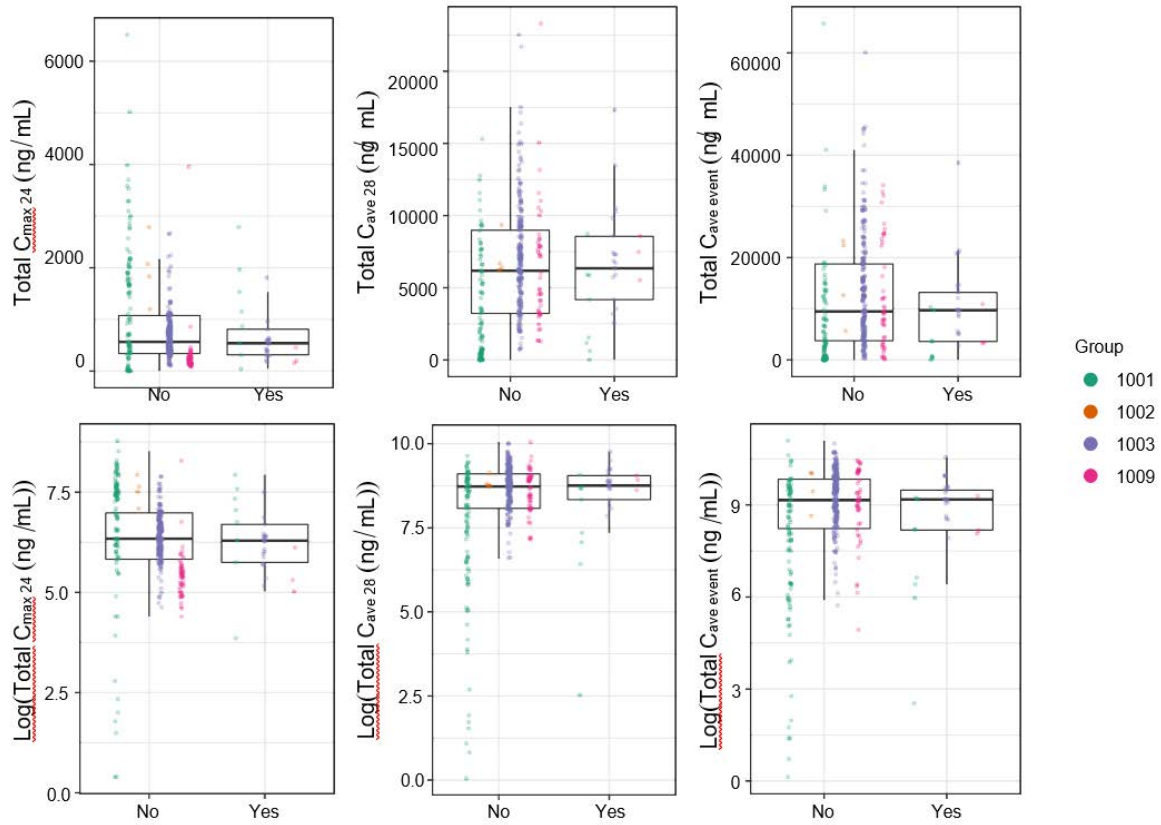 Total Cmax 24 (ng/mL)
6000
4000
2000
0
No Yes
Total Cave 28 (ng/mL)
20000
15000
10000
5000
0
No Yes
Total Cave event (ng/mL)
60000
40000
20000
0
No Yes
Group
1001
1002
1003
1009
Log(Total Cmax 24 (ng/mL))
7.5
5.0
2.5
0.0
No Yes
Log(Total Cave 28 (ng/mL))
10.0
7.5
5.0
2.5
0.0
No Yes
Log(Total Cave event (ng/mL))
9
6
3
0
No Yes